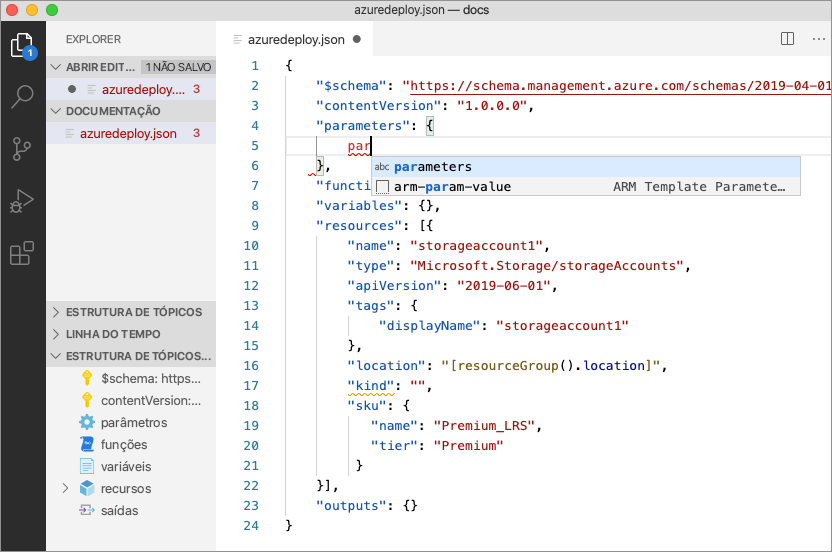 azuredeploy.json — docs
EXPLORER
ABRIR EDIT... 1 NÃO SALVO
azuredeploy.... 3
DOCUMENTAÇÃO
azuredeploy.json 3
1
ESTRUTURA DE TÓPICOS
LINHA DO TEMPO
ESTRUTURA DE TÓPICOS...
$schema: https...
contentVersion:...
parâmetros
funções
variáveis
recursos
saídas
azuredeploy.json
1 {
2 "$schema": "https://schema.management.azure.com/schemas/2019-04-01
3 "contentVersion": "1.0.0.0",
4 "parameters": {
5 par
abc parameters
arm-param-value ARM Template Paramete...
6 },
7 "functi
8 "variables": {},
9 "resources": [{
10 "name": "storageaccount1",
11 "type": "Microsoft.Storage/storageAccounts",
12 "apiVersion": "2019-06-01",
13 "tags": {
14 "displayName": "storageaccount1"
15 },
16 "location": "[resourceGroup().location]",
17 "kind": "",
18 "sku": {
19 "name": "Premium_LRS",
20 "tier": "Premium"
21 }
22 }],
23 "outputs": {}
24 }